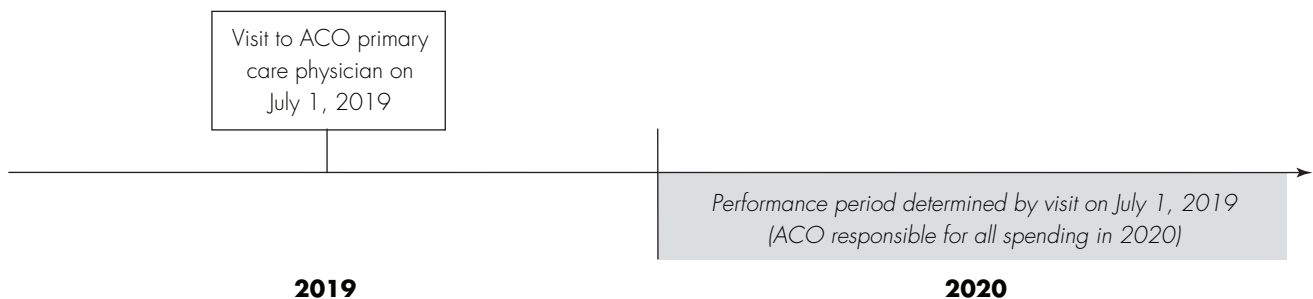 Visit to ACO primary
care physician on
July 1, 2019
Performance period determined by visit on July 1, 2019
(ACO responsible for all spending in 2020)
2019
2020